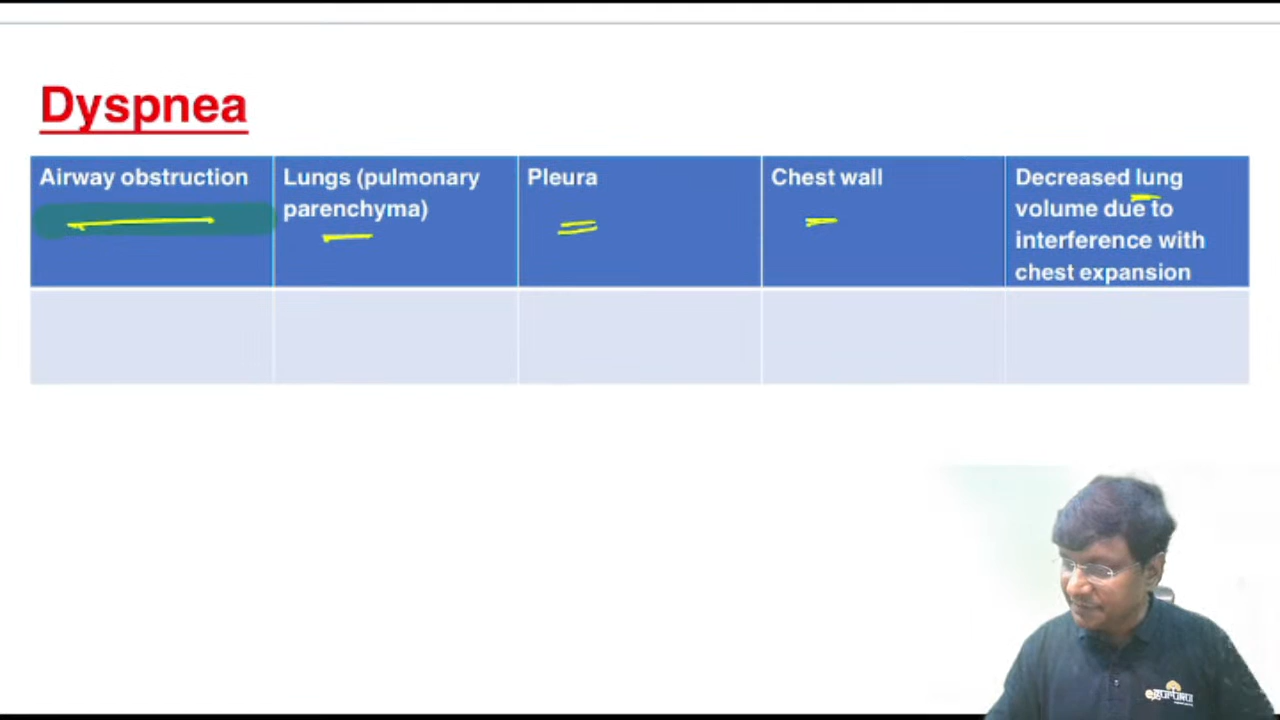 Dyspnea
Airway obstruction
Lungs (pulmonary
parenchyma)
Pleura
Chest wall
Decreased lung
volume due to
interference with
chest expansion